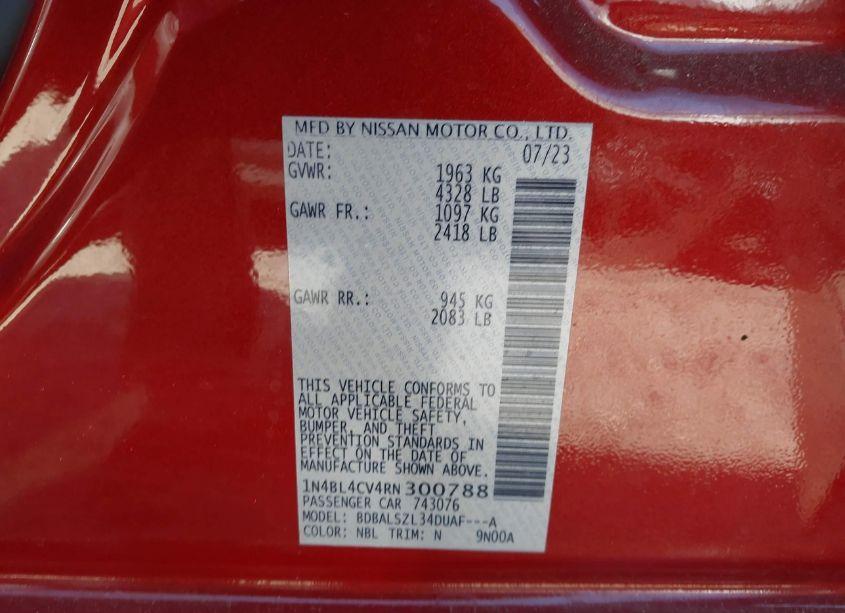 MFD BY NISSAN MOTOR CO., LTD.
DATE: 07/23
GVWR: 1963 KG
4328 LB
GAWR FR.: 1097 KG
2418 LB
GAWR RR.: 945 KG
2083 LB
THIS VEHICLE CONFORMS TO
ALL APPLICABLE FEDERAL
MOTOR VEHICLE SAFETY,
BUMPER, AND THEFT
PREVENTION STANDARDS IN
EFFECT ON THE DATE OF
MANUFACTURE SHOWN ABOVE.
1N4BL4CV4RN300788
PASSENGER CAR 743076
MODEL: BDBALSZL34DUAF---A
COLOR: NBL TRIM: N 9N00A